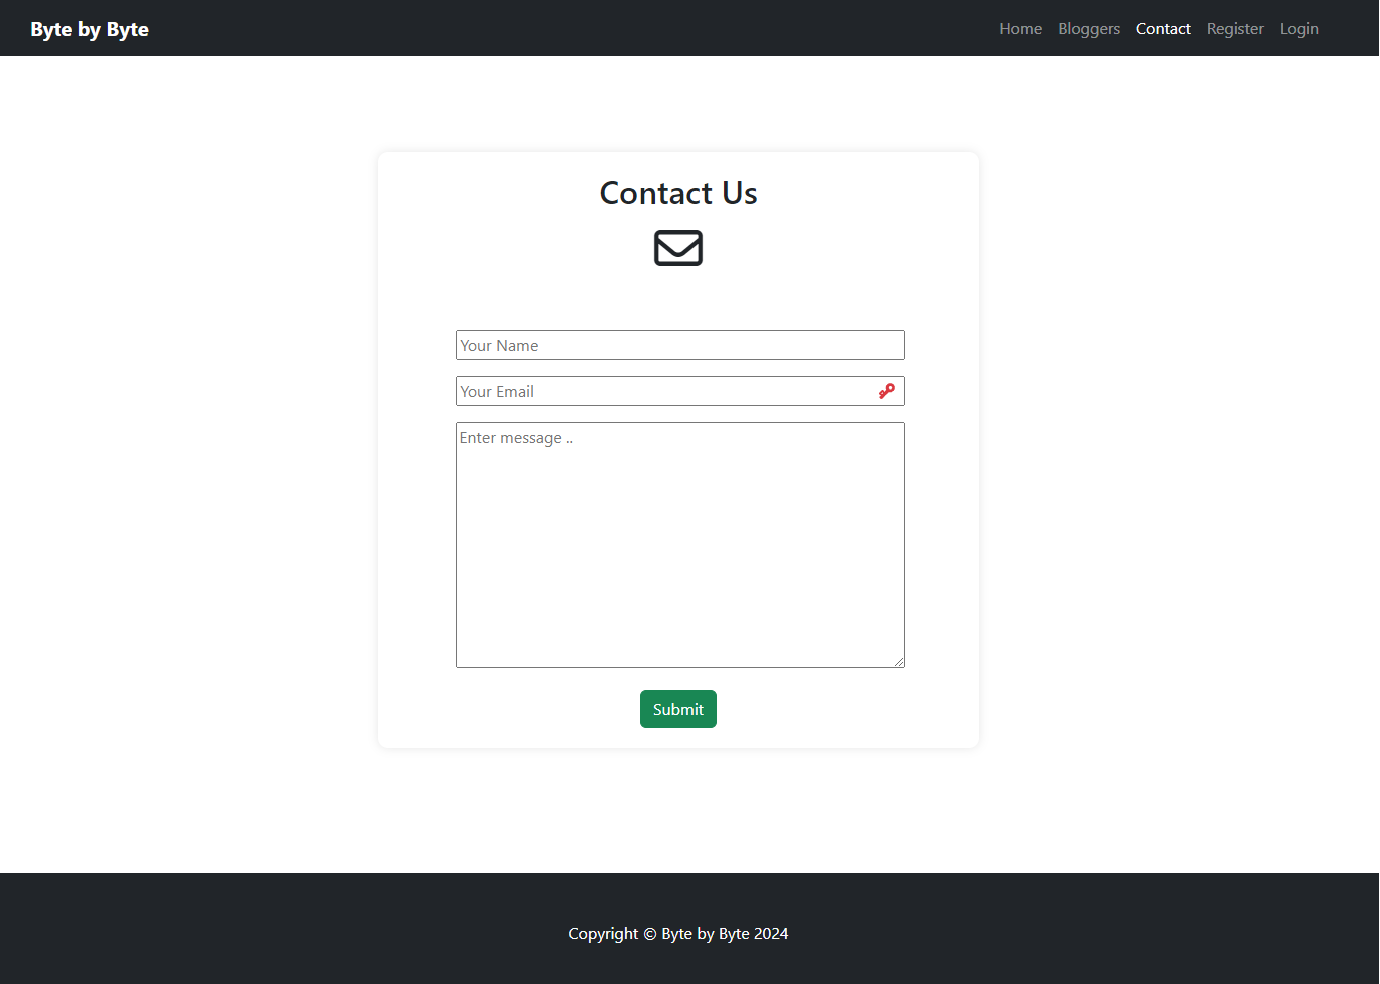 Byte by Byte
Home Bloggers Contact Register Login
Contact Us
Your Name
Your Email
Enter message ..
Submit
Copyright © Byte by Byte 2024